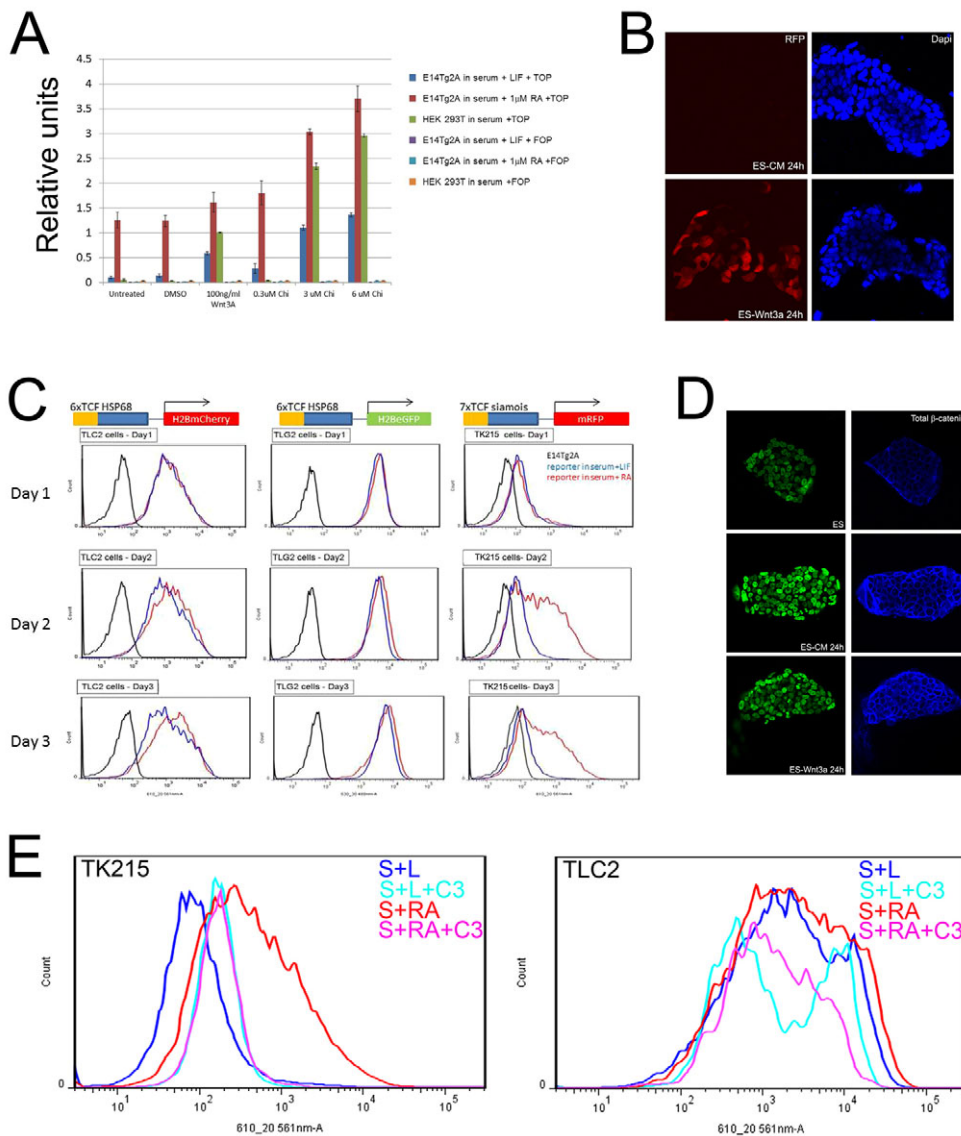 A
Relative units
4.5
4
3.5
3
2.5
2
1.5
1
0.5
0
Untreated
DMSO
100ng/ml
Wnt3A
0.3uM Chi
3 uM Chi
6 uM Chi
E14Tg2A in serum + LIF + TOP
E14Tg2A in serum + 1µM RA +TOP
HEK 293T in serum +TOP
E14Tg2A in serum + LIF + FOP
E14Tg2A in serum + 1µM RA +FOP
HEK 293T in serum +FOP
B
RFP
Dapi
ES-CM 24h
ES-Wnt3a 24h
C
6xTCF HSP68
H2BmCherry
6xTCF HSP68
H2BeGFP
7xTCF siamois
mRFP
Day 1
TLC2 cells - Day1
TLG2 cells - Day1
TK215 cells- Day1
E14Tg2A
reporter in serum+LIF
reporter in serum+ RA
Day 2
TLC2 cells - Day2
TLG2 cells - Day2
TK215 cells- Day2
Day 3
TLC2 cells - Day3
TLG2 cells - Day3
TK215cells- Day3
D
Total β-cateni
ES
ES-CM 24h
ES-Wnt3a 24h
E
TK215
S+L
S+L+C3
S+RA
S+RA+C3
Count
0
10¹
10²
10³
10⁴
10⁵
610_20 561nm-A
TLC2
S+L
S+L+C3
S+RA
S+RA+C3
Count
0
10¹
10²
10³
10⁴
10⁵
610_20 561nm-A